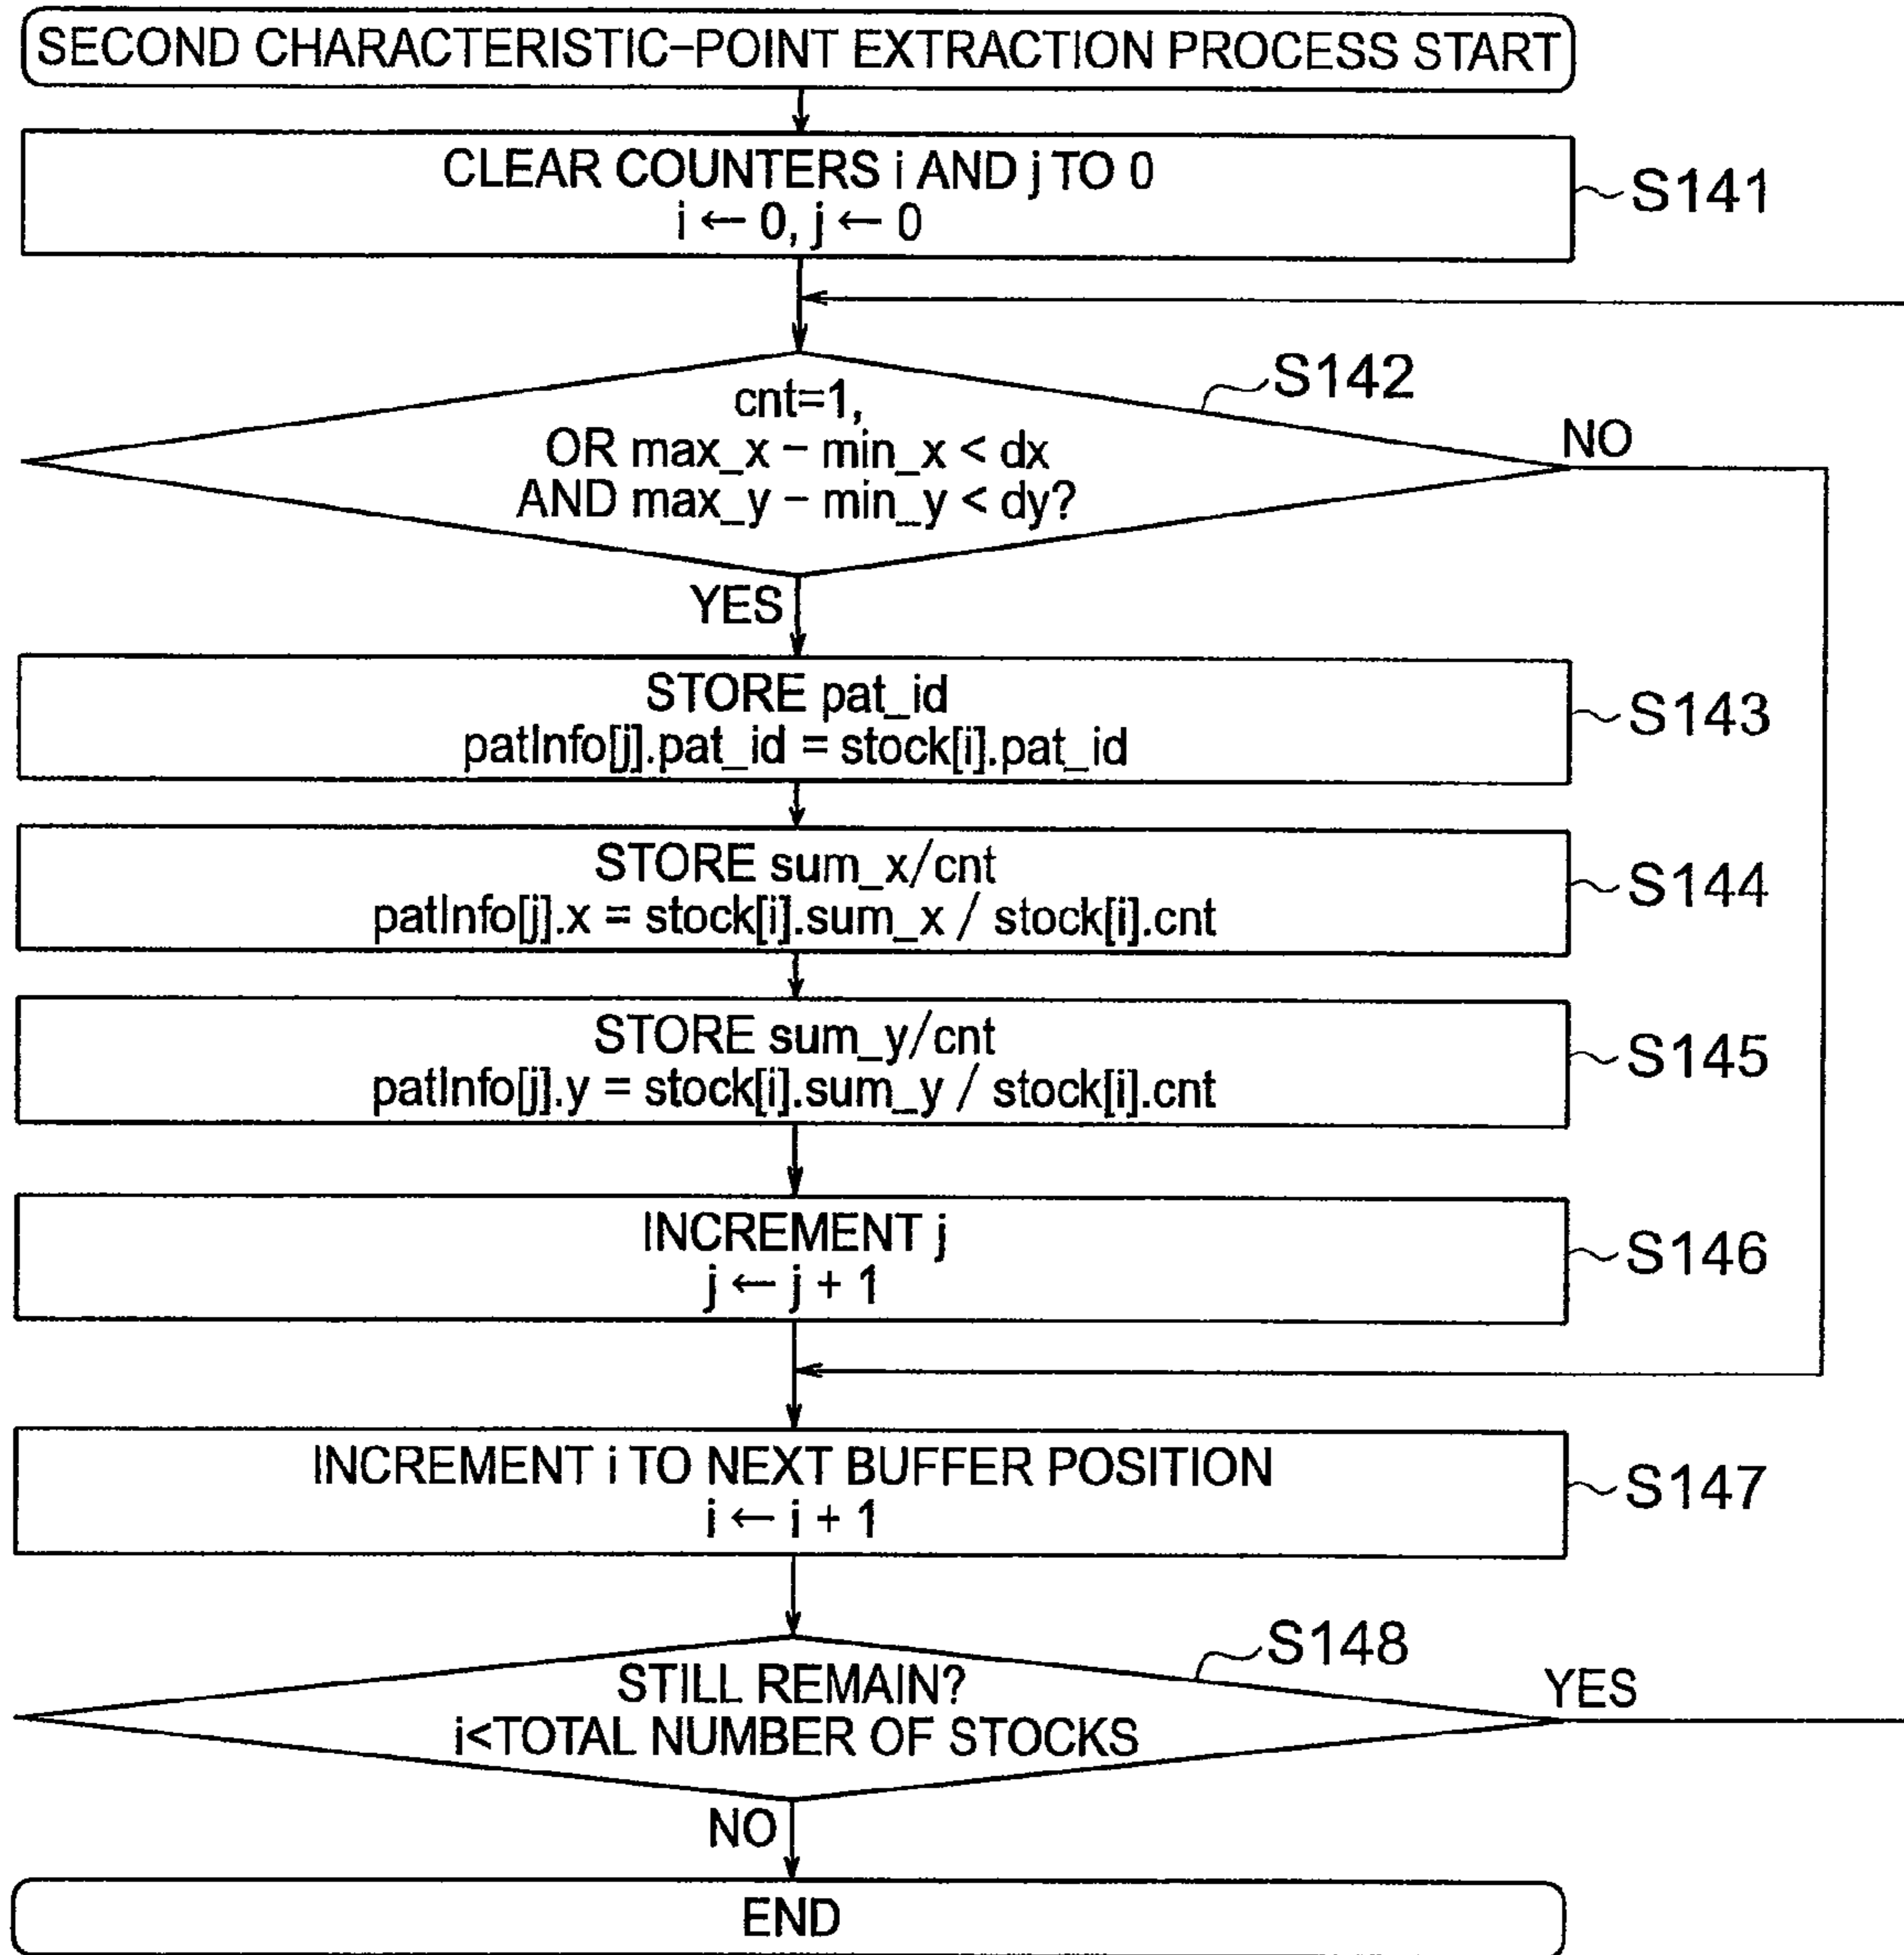 SECOND CHARACTERISTIC-POINT EXTRACTION PROCESS START
CLEAR COUNTERS i AND j TO 0
i ← 0, j ← 0
S141
S142
cnt=1,
OR max_x − min_x < dx
AND max_y − min_y < dy?
NO
YES
STORE pat_id
patInfo[j].pat_id = stock[i].pat_id
S143
STORE sum_x/cnt
patInfo[j].x = stock[i].sum_x / stock[i].cnt
S144
STORE sum_y/cnt
patInfo[j].y = stock[i].sum_y / stock[i].cnt
S145
INCREMENT j
j ← j + 1
S146
INCREMENT i TO NEXT BUFFER POSITION
i ← i + 1
S147
S148
STILL REMAIN?
i<TOTAL NUMBER OF STOCKS
YES
NO
END